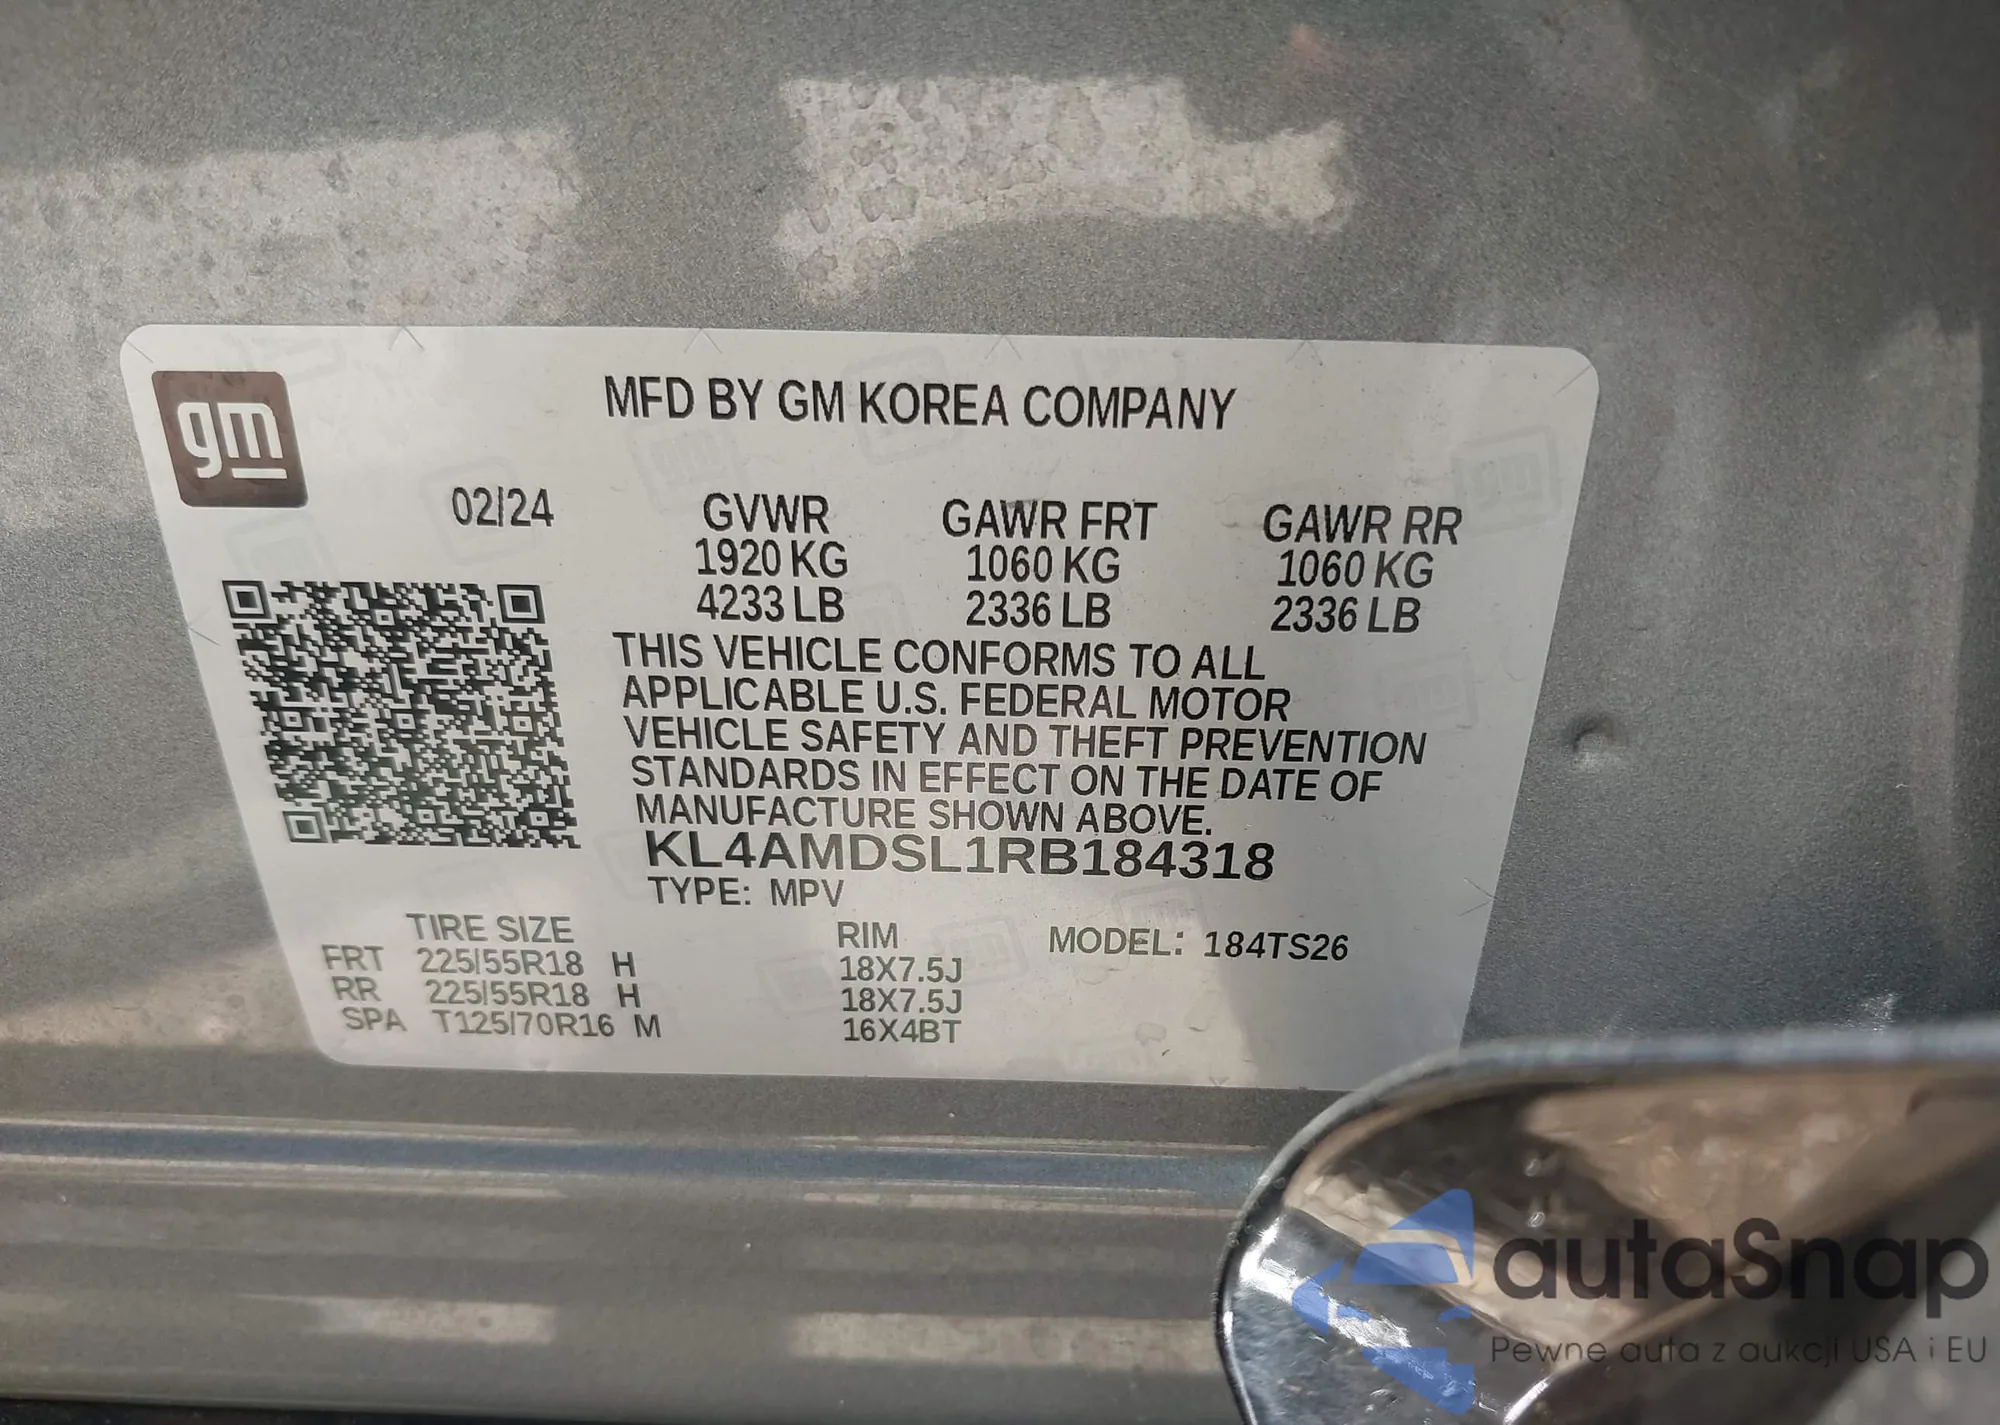 gm
MFD BY GM KOREA COMPANY
02/24 GVWR GAWR FRT GAWR RR
1920 KG 1060 KG 1060 KG
4233 LB 2336 LB 2336 LB
THIS VEHICLE CONFORMS TO ALL
APPLICABLE U.S. FEDERAL MOTOR
VEHICLE SAFETY AND THEFT PREVENTION
STANDARDS IN EFFECT ON THE DATE OF
MANUFACTURE SHOWN ABOVE.
KL4AMDSL1RB184318
TYPE: MPV
TIRE SIZE RIM MODEL: 184TS26
FRT 225/55R18 H 18X7.5J
RR 225/55R18 H 18X7.5J
SPA T125/70R16 M 16X4BT
autaSnap
Pewne auta z aukcji USA i EU